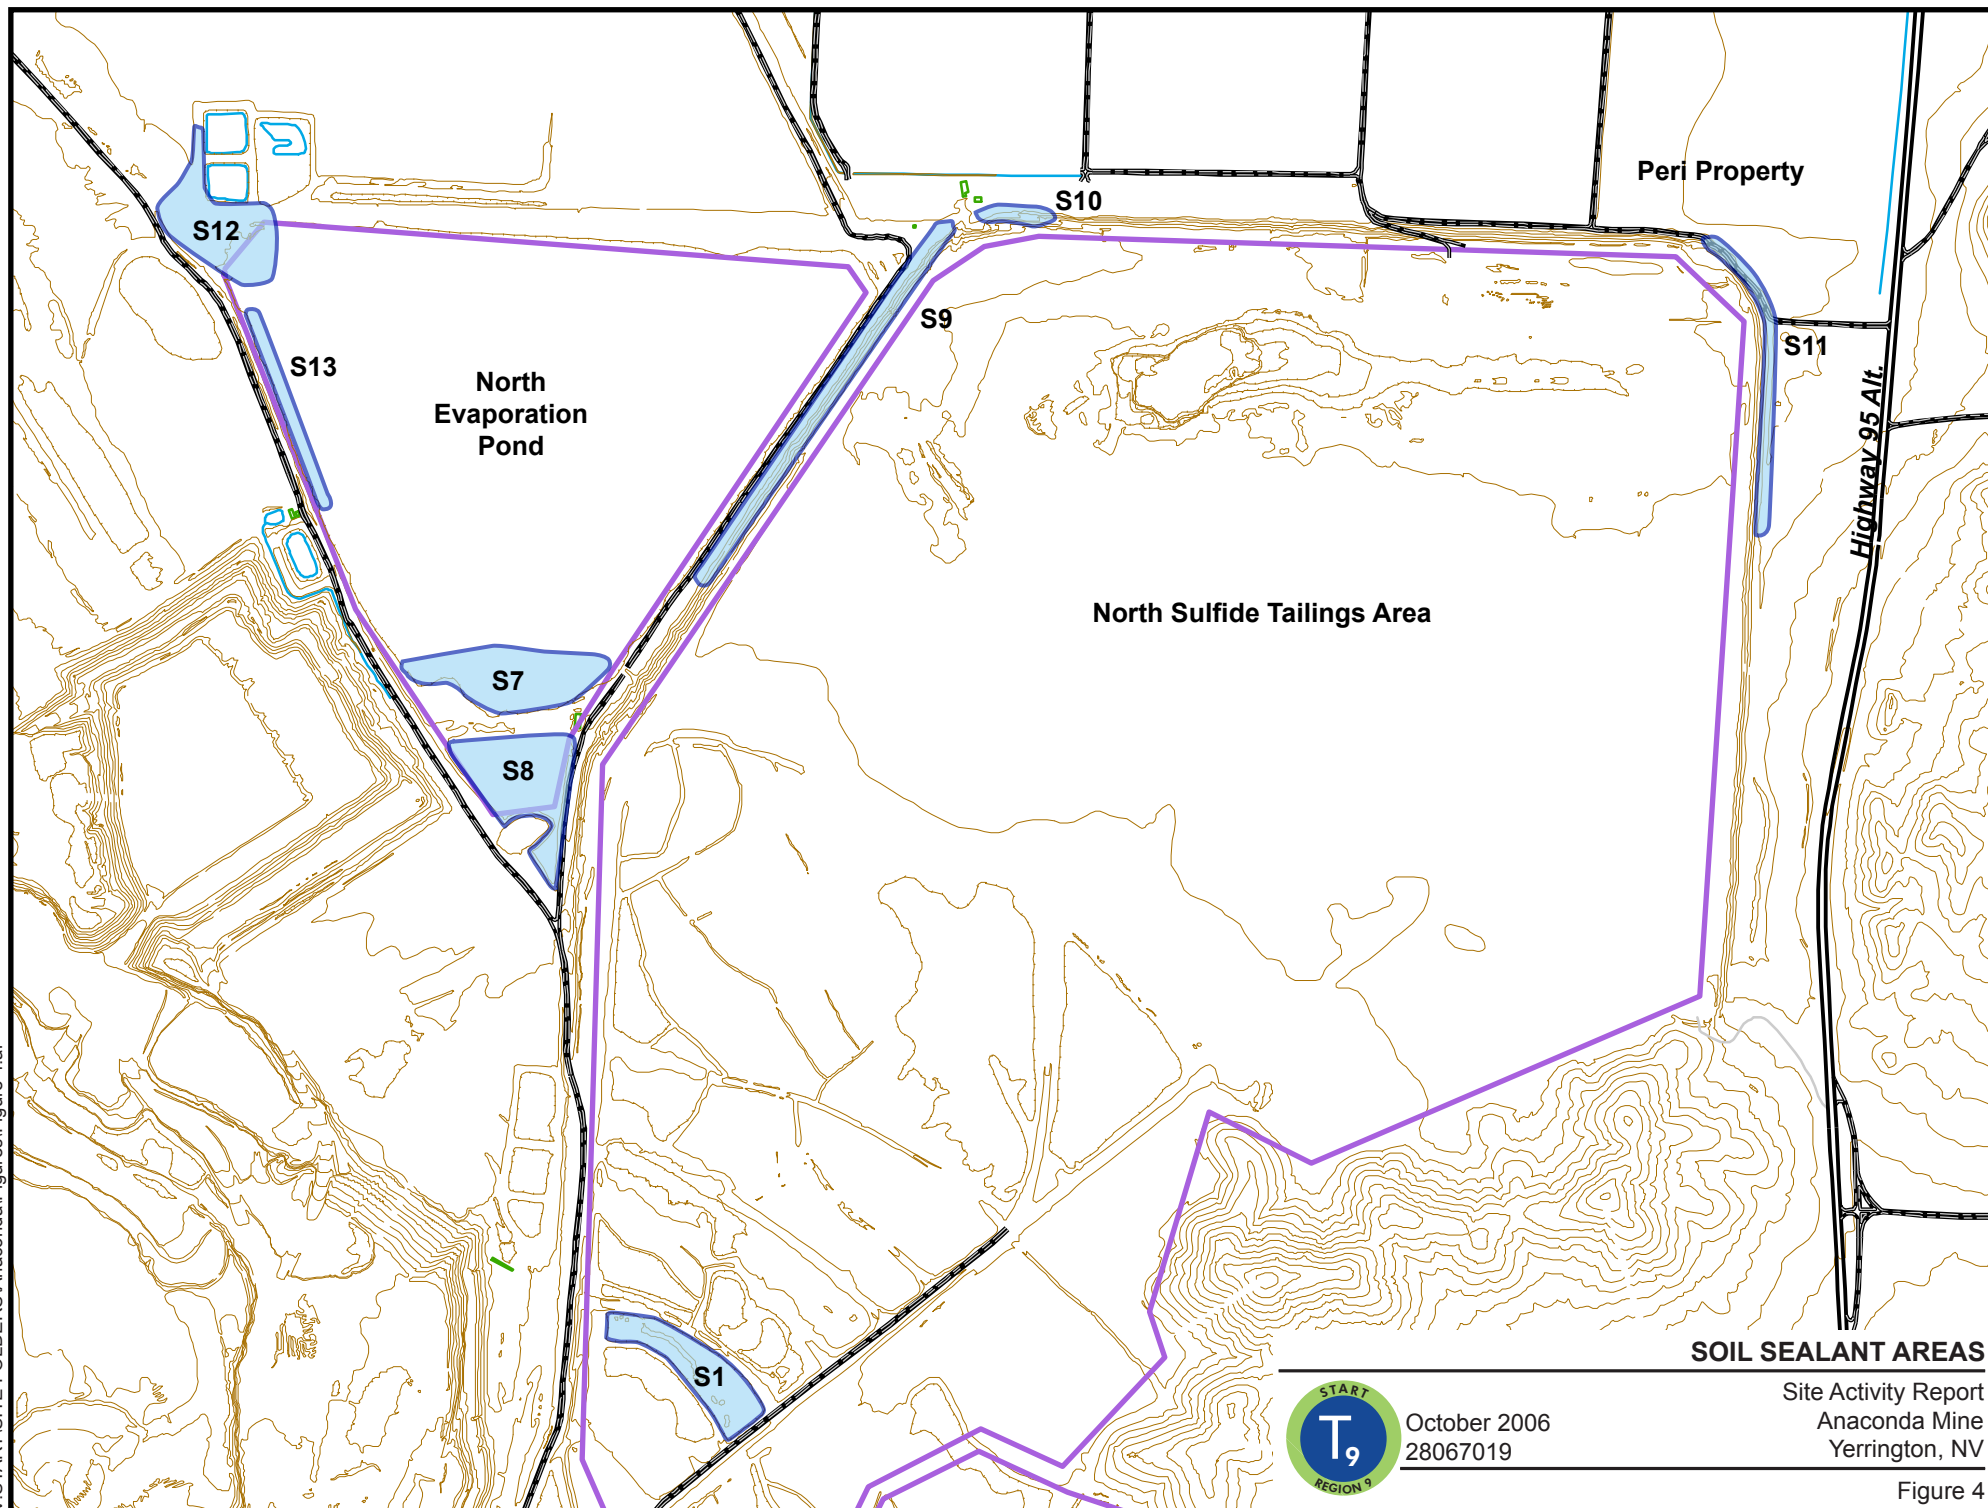 Peri Property
S10
S12
S9
S11
S13
North
Evaporation
Pond
Highway 95 Alt.
North Sulfide Tailings Area
S7
S8
S1
SOIL SEALANT AREAS
START
T9
REGION 9
October 2006
28067019
Site Activity Report
Anaconda Mine
Yerrington, NV
Figure 4